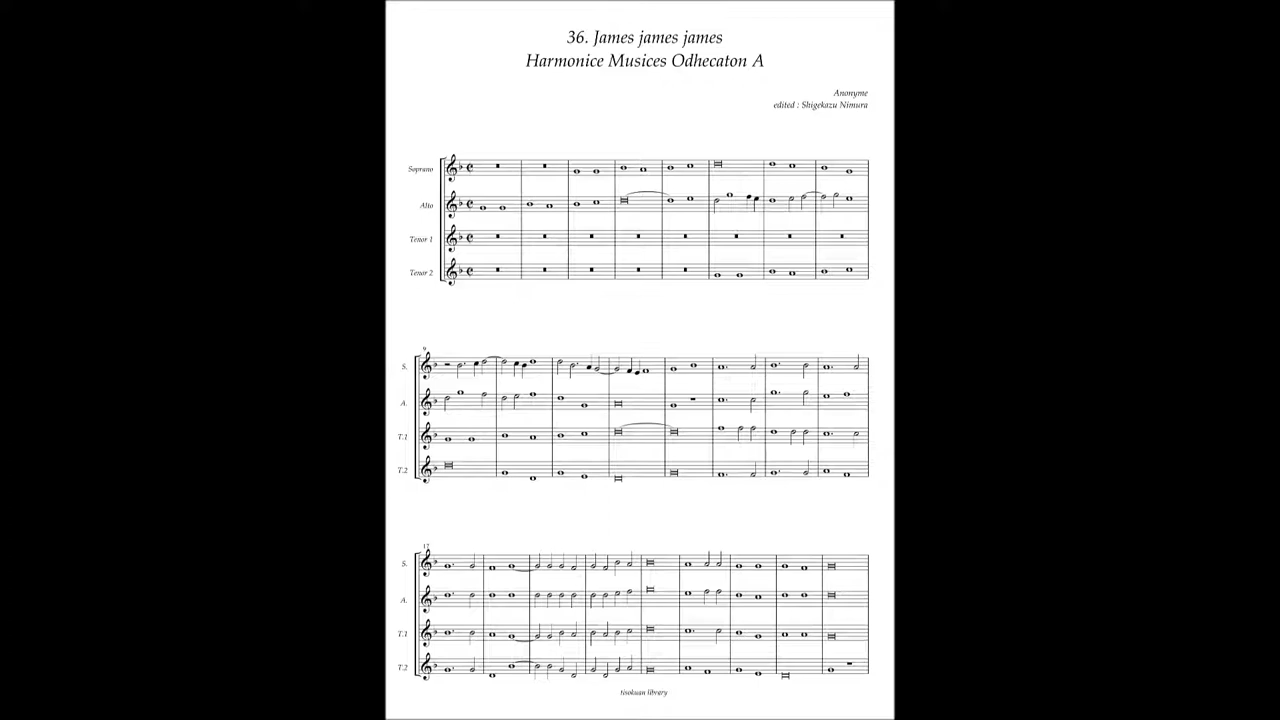 36. James james james
Harmonice Musices Odhecaton A
Anonyme
edited : Shigekazu Nimura
Soprano
Alto
Tenor 1
Tenor 2
9
S.
A.
T.1
T.2
17
S.
A.
T.1
T.2
tisokuan library